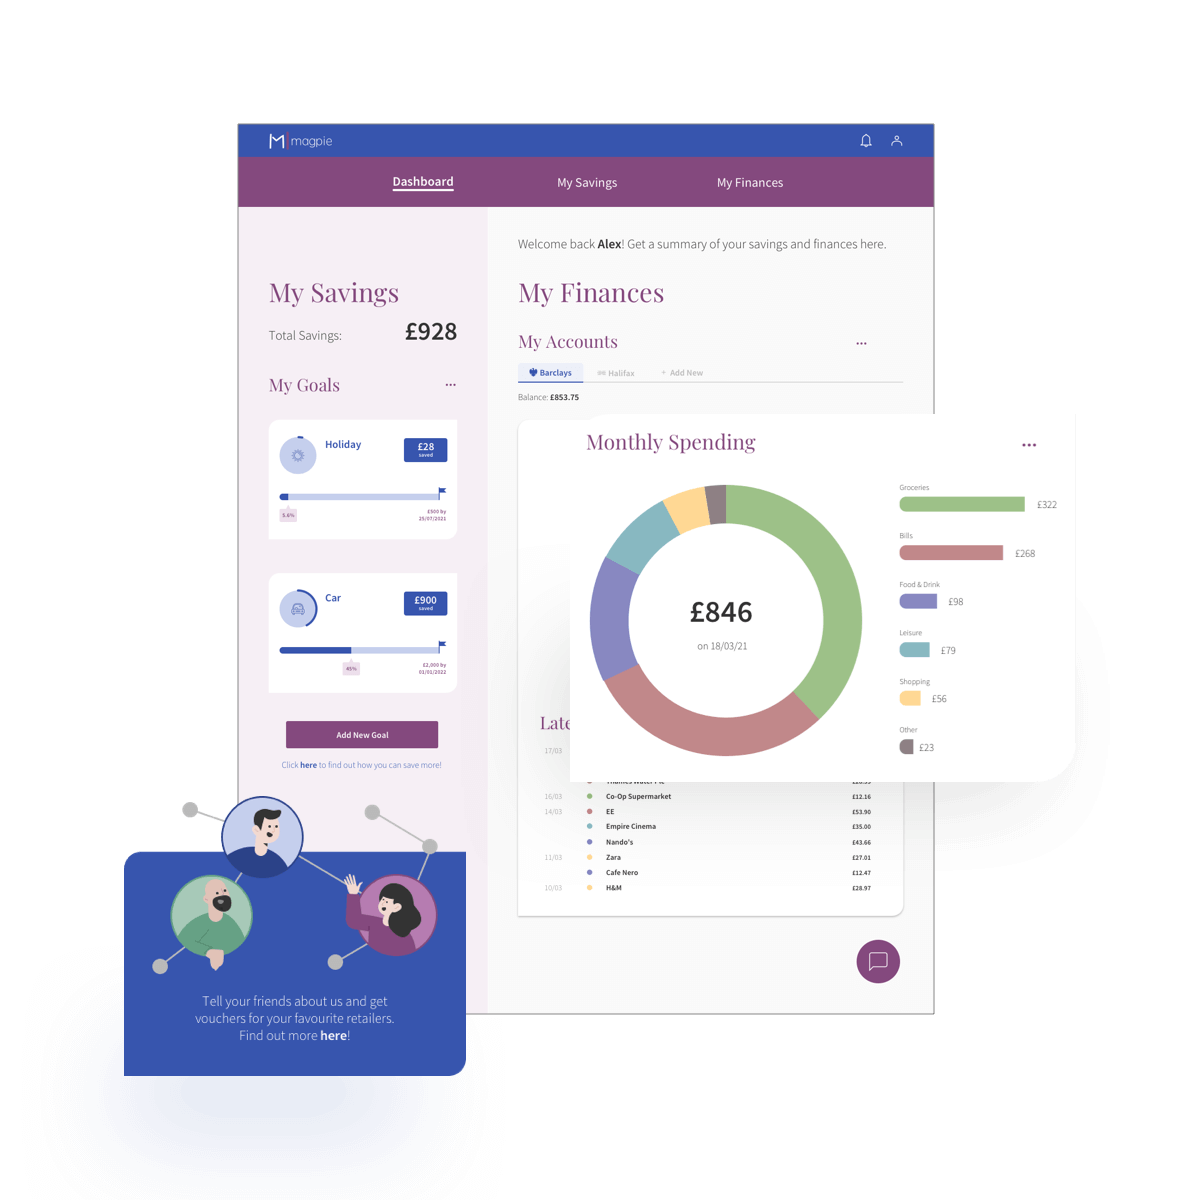 M magpie
Dashboard
My Savings
My Finances
Welcome back Alex! Get a summary of your savings and finances here.
My Savings
Total Savings: £928
My Goals
Holiday
£28
saved
5.6%
£500 by
25/07/2021
Car
£900
saved
45%
£2,000 by
03/01/2022
Add New Goal
Click here to find out how you can save more!
My Finances
My Accounts
Barclays
Halifax
+ Add New
Balance: £853.75
Monthly Spending
£846
on 18/03/21
Groceries
£322
Bills
£268
Food & Drink
£98
Leisure
£79
Shopping
£56
Other
£23
Late
17/03
16/03 Co-Op Supermarket £12.16
14/03 EE £53.90
Empire Cinema £35.00
Nando's £43.66
11/03 Zara £27.01
Cafe Nero £12.47
10/03 H&M £28.97
Tell your friends about us and get
vouchers for your favourite retailers.
Find out more here!